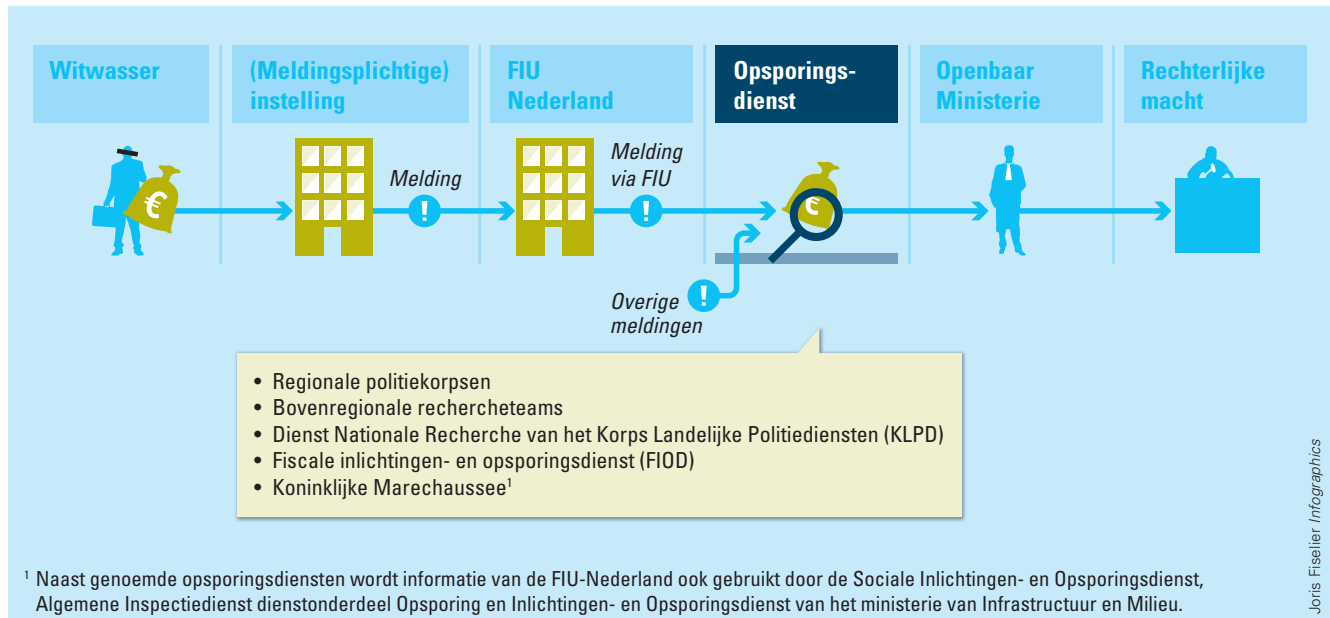 Witwasser
(Meldingsplichtige)
instelling
FIU
Nederland
Opsporings-
dienst
Openbaar
Ministerie
Rechterlijke
macht
Melding
!
Melding
via FIU
!
€
€
Overige
meldingen
!
• Regionale politiekorpsen
• Bovenregionale rechercheteams
• Dienst Nationale Recherche van het Korps Landelijke Politiediensten (KLPD)
• Fiscale inlichtingen- en opsporingsdienst (FIOD)
• Koninklijke Marechaussee¹
¹ Naast genoemde opsporingsdiensten wordt informatie van de FIU-Nederland ook gebruikt door de Sociale Inlichtingen- en Opsporingsdienst,
Algemene Inspectiedienst dienstonderdeel Opsporing en Inlichtingen- en Opsporingsdienst van het ministerie van Infrastructuur en Milieu.
Joris Fiselier Infographics